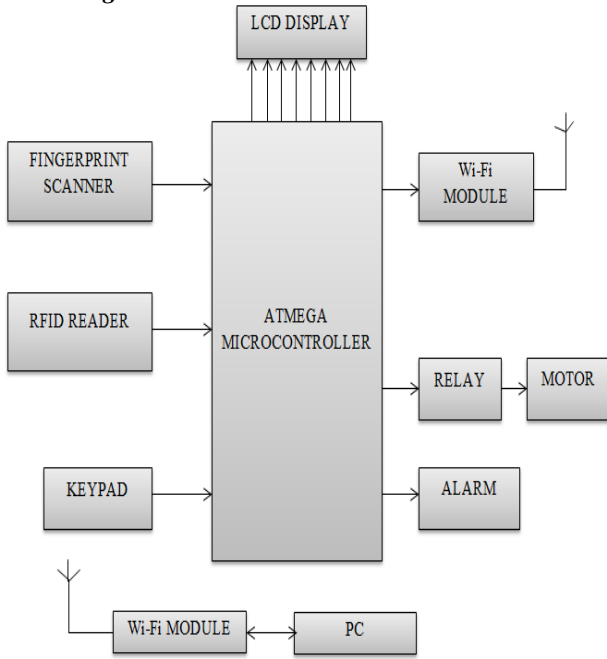 LCD DISPLAY
FINGERPRINT
SCANNER
Wi-Fi
MODULE
RFID READER
ATMEGA
MICROCONTROLLER
RELAY
MOTOR
KEYPAD
ALARM
Wi-Fi MODULE
PC